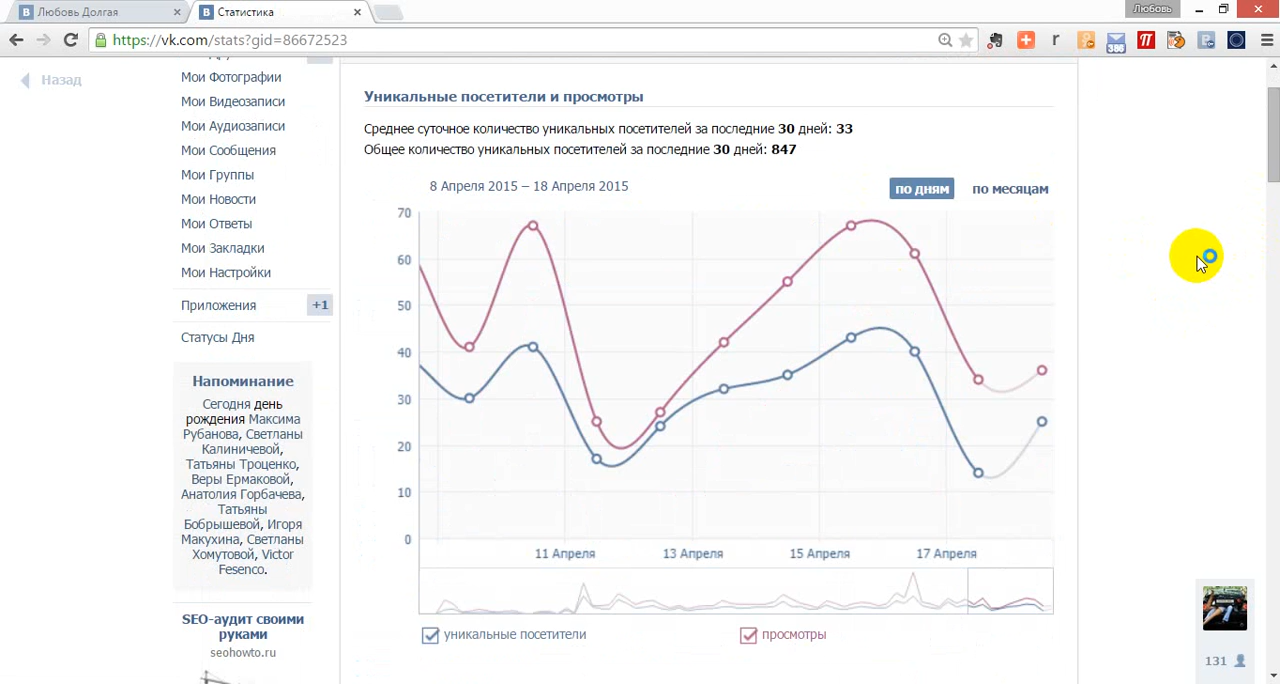 Любовь Долгая
Статистика
Любовь
https://vk.com/stats?gid=86672523
386
Назад
Мои Фотографии
Мои Видеозаписи
Мои Аудиозаписи
Мои Сообщения
Мои Группы
Мои Новости
Мои Ответы
Мои Закладки
Мои Настройки
Приложения +1
Статусы Дня
Напоминание
Сегодня день
рождения Максима
Рубанова, Светланы
Калиничевой,
Татьяны Троценко,
Веры Ермаковой,
Анатолия Горбачева,
Татьяны
Бобрышевой, Игоря
Макухина, Светланы
Хомутовой, Victor
Fesenco.
SEO-аудит своими
руками
seohowto.ru
Уникальные посетители и просмотры
Среднее суточное количество уникальных посетителей за последние 30 дней: 33
Общее количество уникальных посетителей за последние 30 дней: 847
8 Апреля 2015 – 18 Апреля 2015
по дням по месяцам
70
60
50
40
30
20
10
0
11 Апреля 13 Апреля 15 Апреля 17 Апреля
уникальные посетители просмотры
131